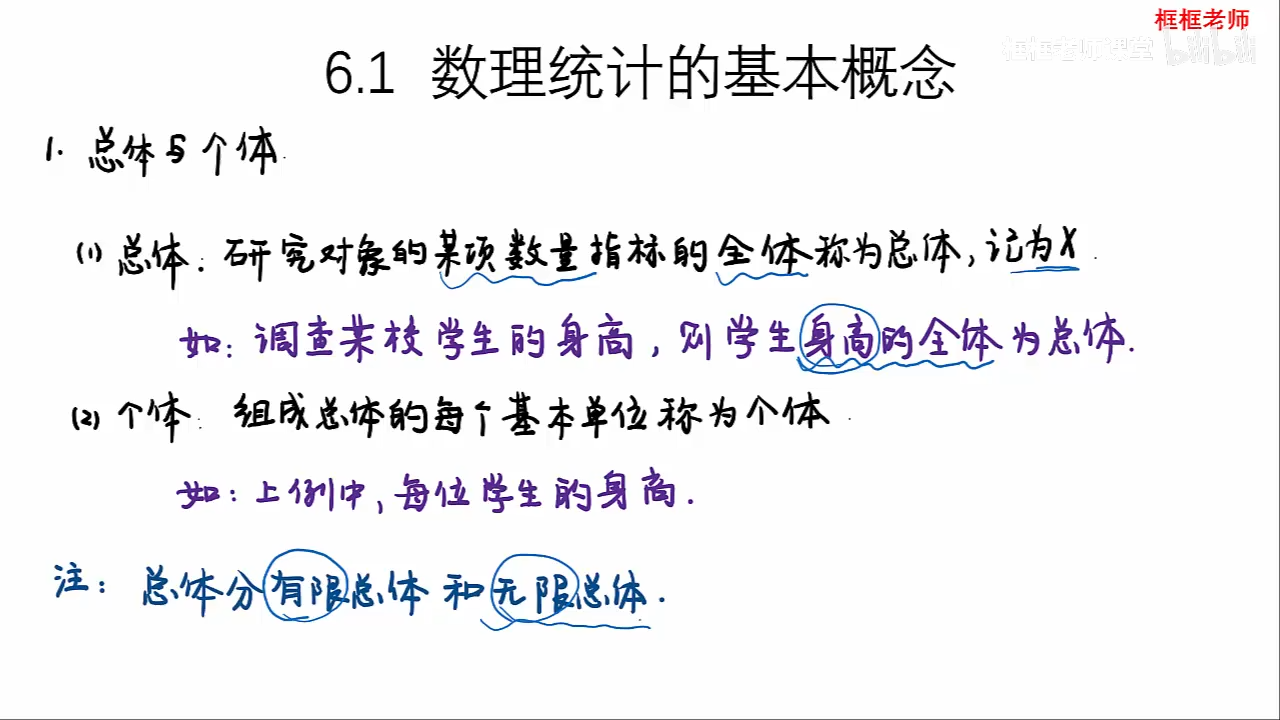 框框老师
框框老师课堂 bilibili
6.1 数理统计的基本概念
1. 总体与个体.
(1) 总体: 研究对象的某项数量指标的全体称为总体, 记为X.
如: 调查某校学生的身高, 则学生身高的全体为总体.
(2) 个体: 组成总体的每个基本单位称为个体.
如: 上例中, 每位学生的身高.
注: 总体分有限总体和无限总体.